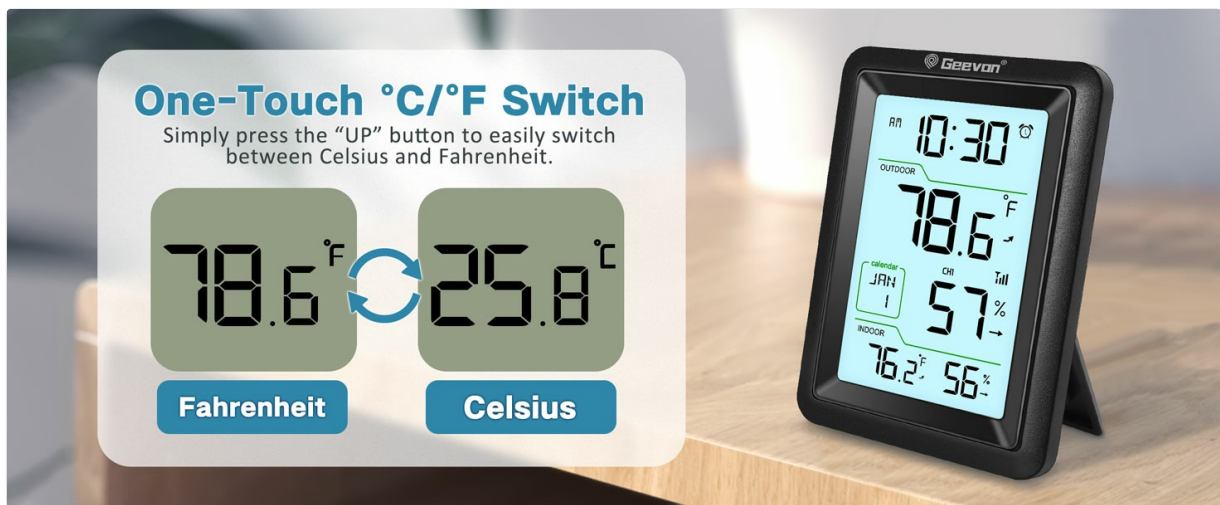 One-Touch °C/°F Switch
Simply press the “UP” button to easily switch
between Celsius and Fahrenheit.
78.6 °F
25.8 °C
Fahrenheit
Celsius
Geevon®
AM 10:30
OUTDOOR
78.6 °F
calendar
JAN
1
CH1
57 %
INDOOR
76.2 °F 56 %